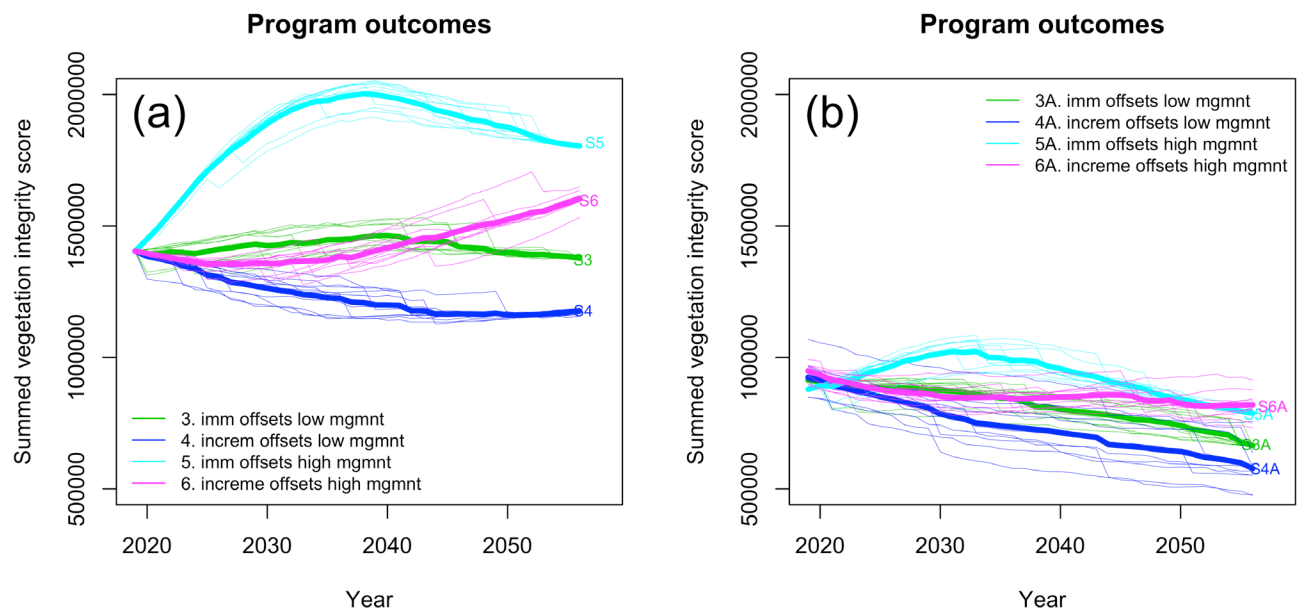 Program outcomes
(a)
Summed vegetation integrity score
2000000
1500000
1000000
500000
S5
S6
S3
S4
3. imm offsets low mgmnt
4. increm offsets low mgmnt
5. imm offsets high mgmnt
6. increme offsets high mgmnt
2020 2030 2040 2050
Year
Program outcomes
(b)
Summed vegetation integrity score
2000000
1500000
1000000
500000
3A. imm offsets low mgmnt
4A. increm offsets low mgmnt
5A. imm offsets high mgmnt
6A. increme offsets high mgmnt
S6A
S5A
S3A
S4A
2020 2030 2040 2050
Year